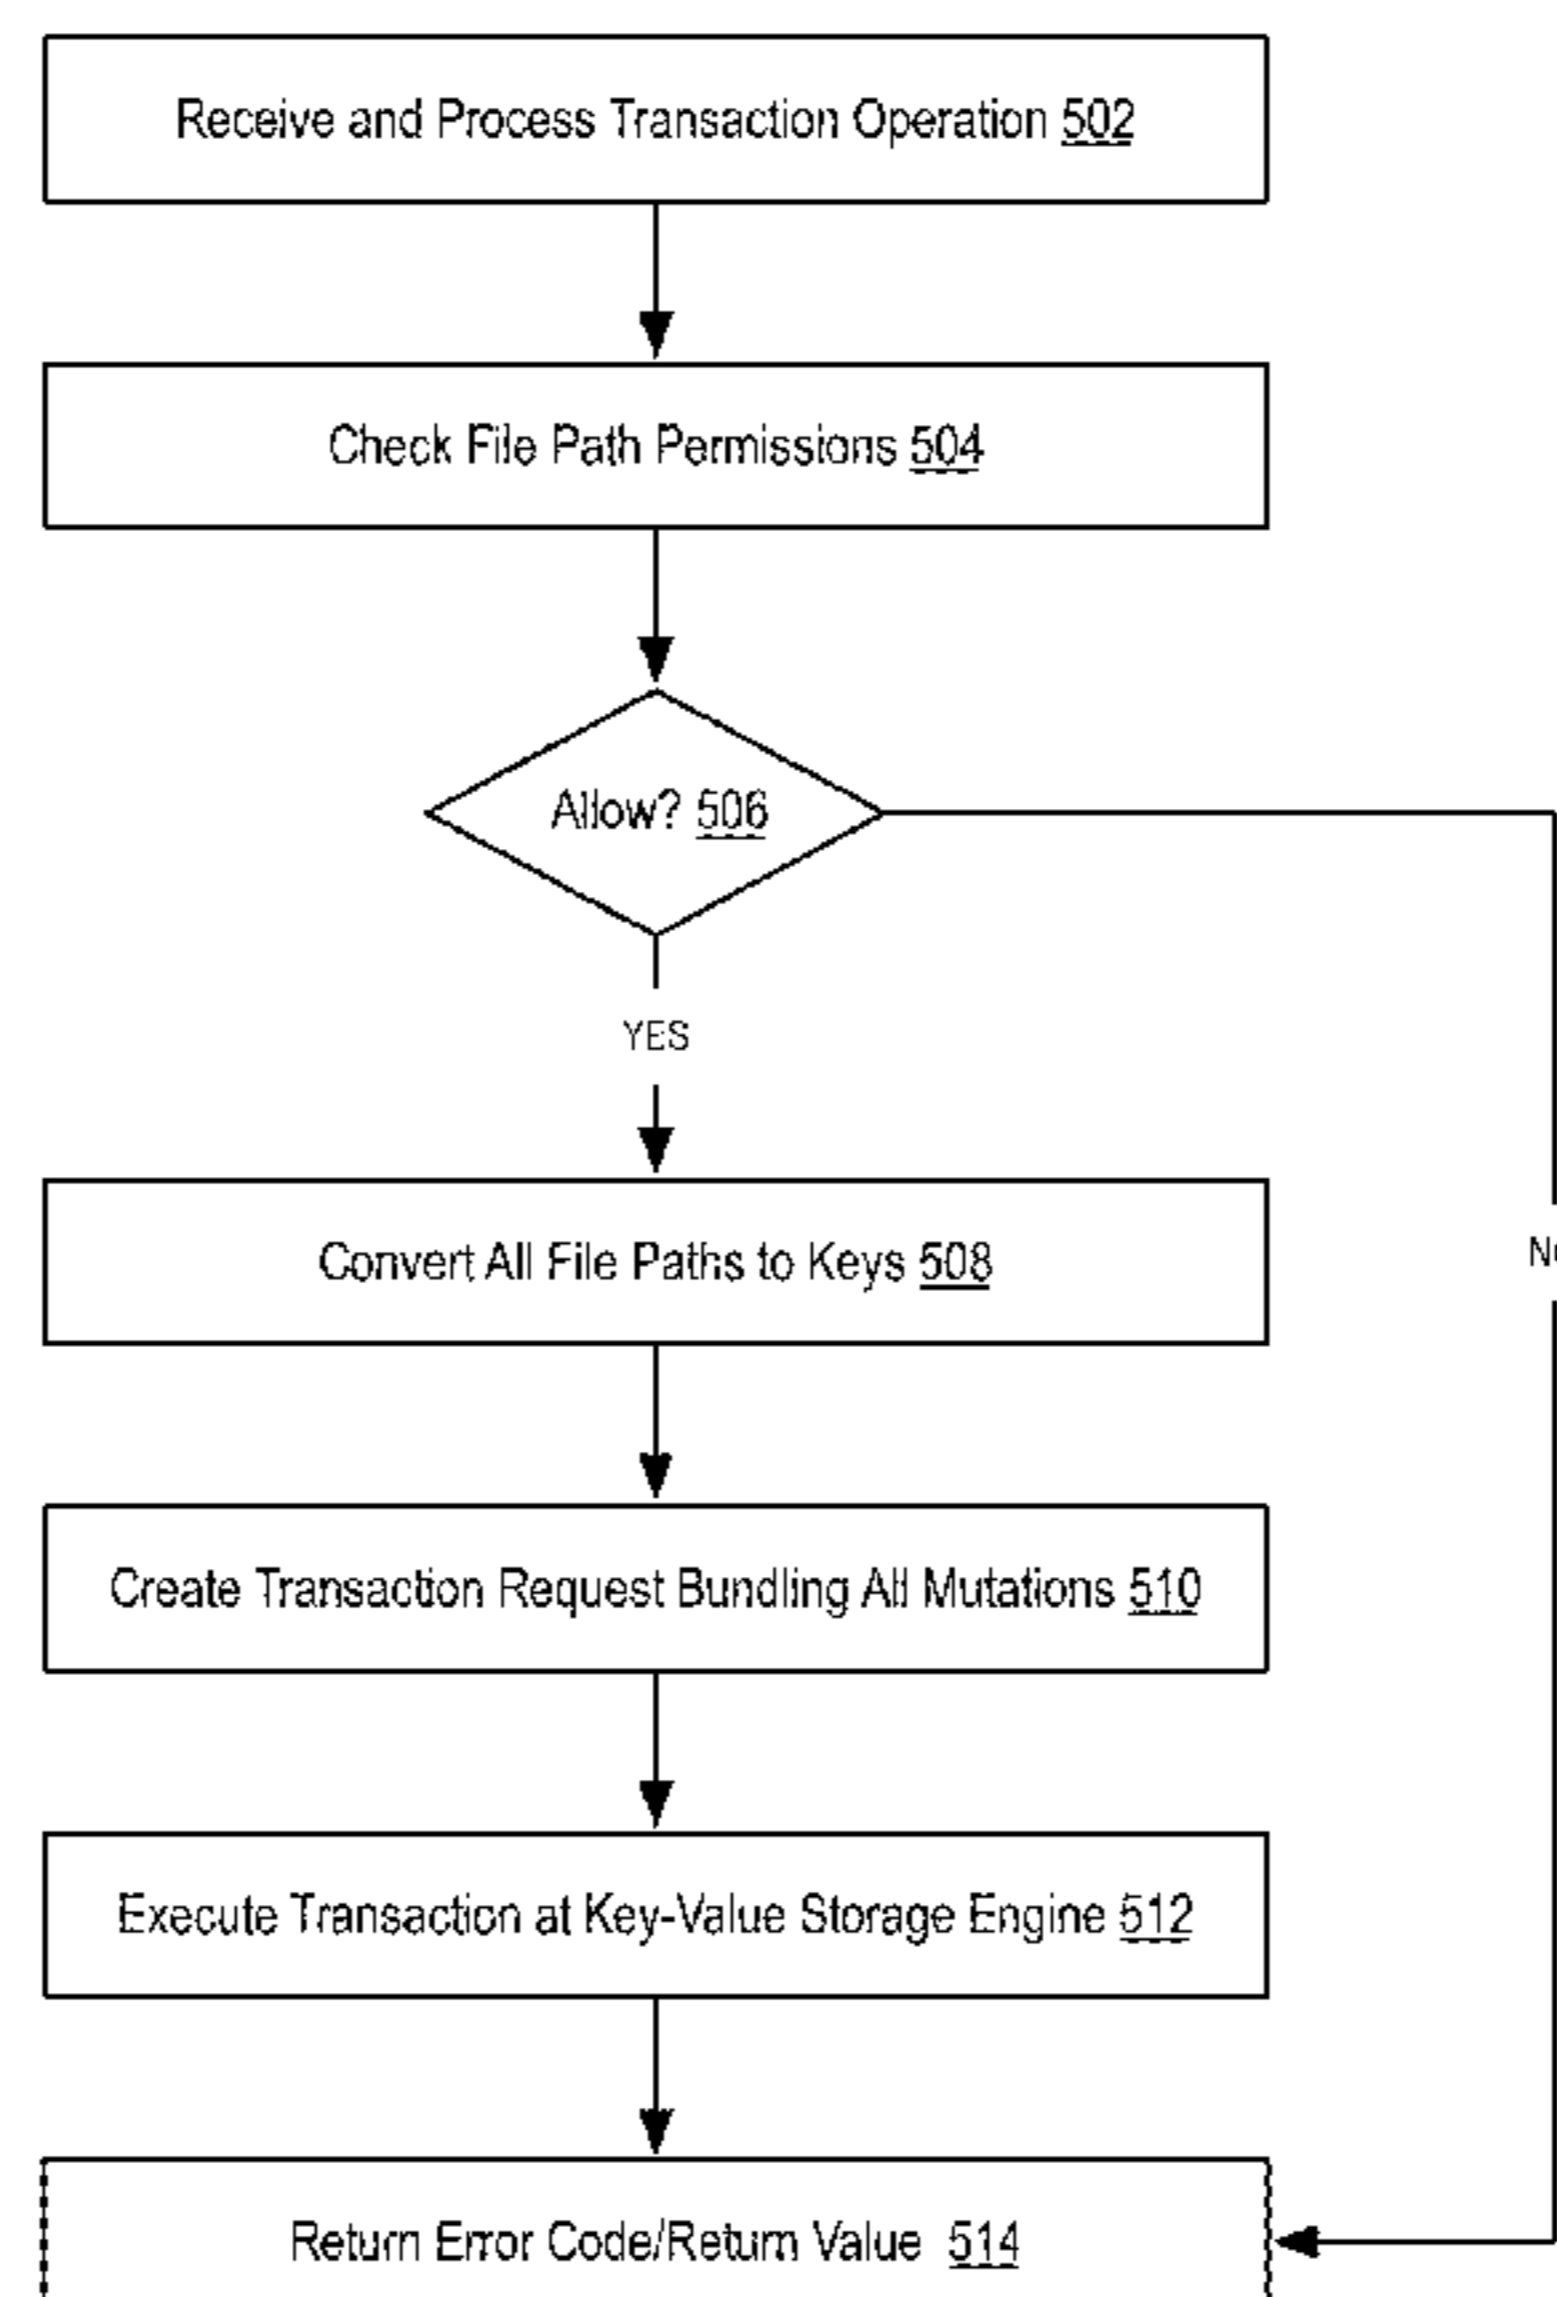 Receive and Process Transaction Operation 502
Check File Path Permissions 504
Allow? 506
YES
Convert All File Paths to Keys 508
Create Transaction Request Bundling All Mutations 510
Execute Transaction at Key-Value Storage Engine 512
Return Error Code/Return Value 514